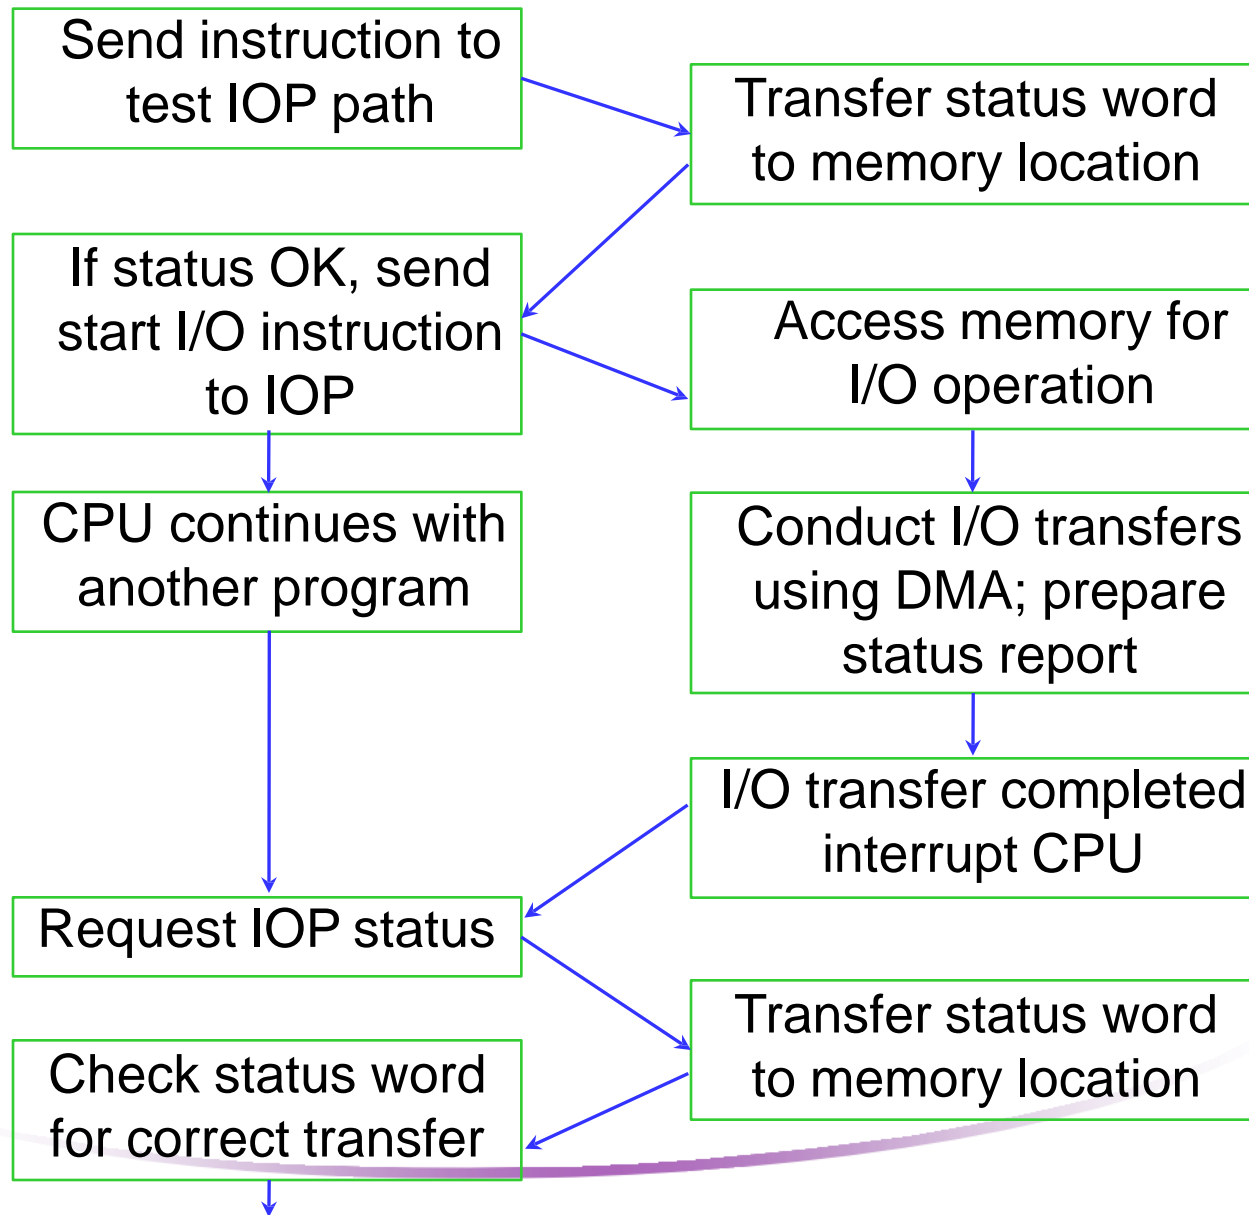 Send instruction to
test IOP path
Transfer status word
to memory location
If status OK, send
start I/O instruction
to IOP
Access memory for
I/O operation
CPU continues with
another program
Conduct I/O transfers
using DMA; prepare
status report
I/O transfer completed
interrupt CPU
Request IOP status
Transfer status word
to memory location
Check status word
for correct transfer